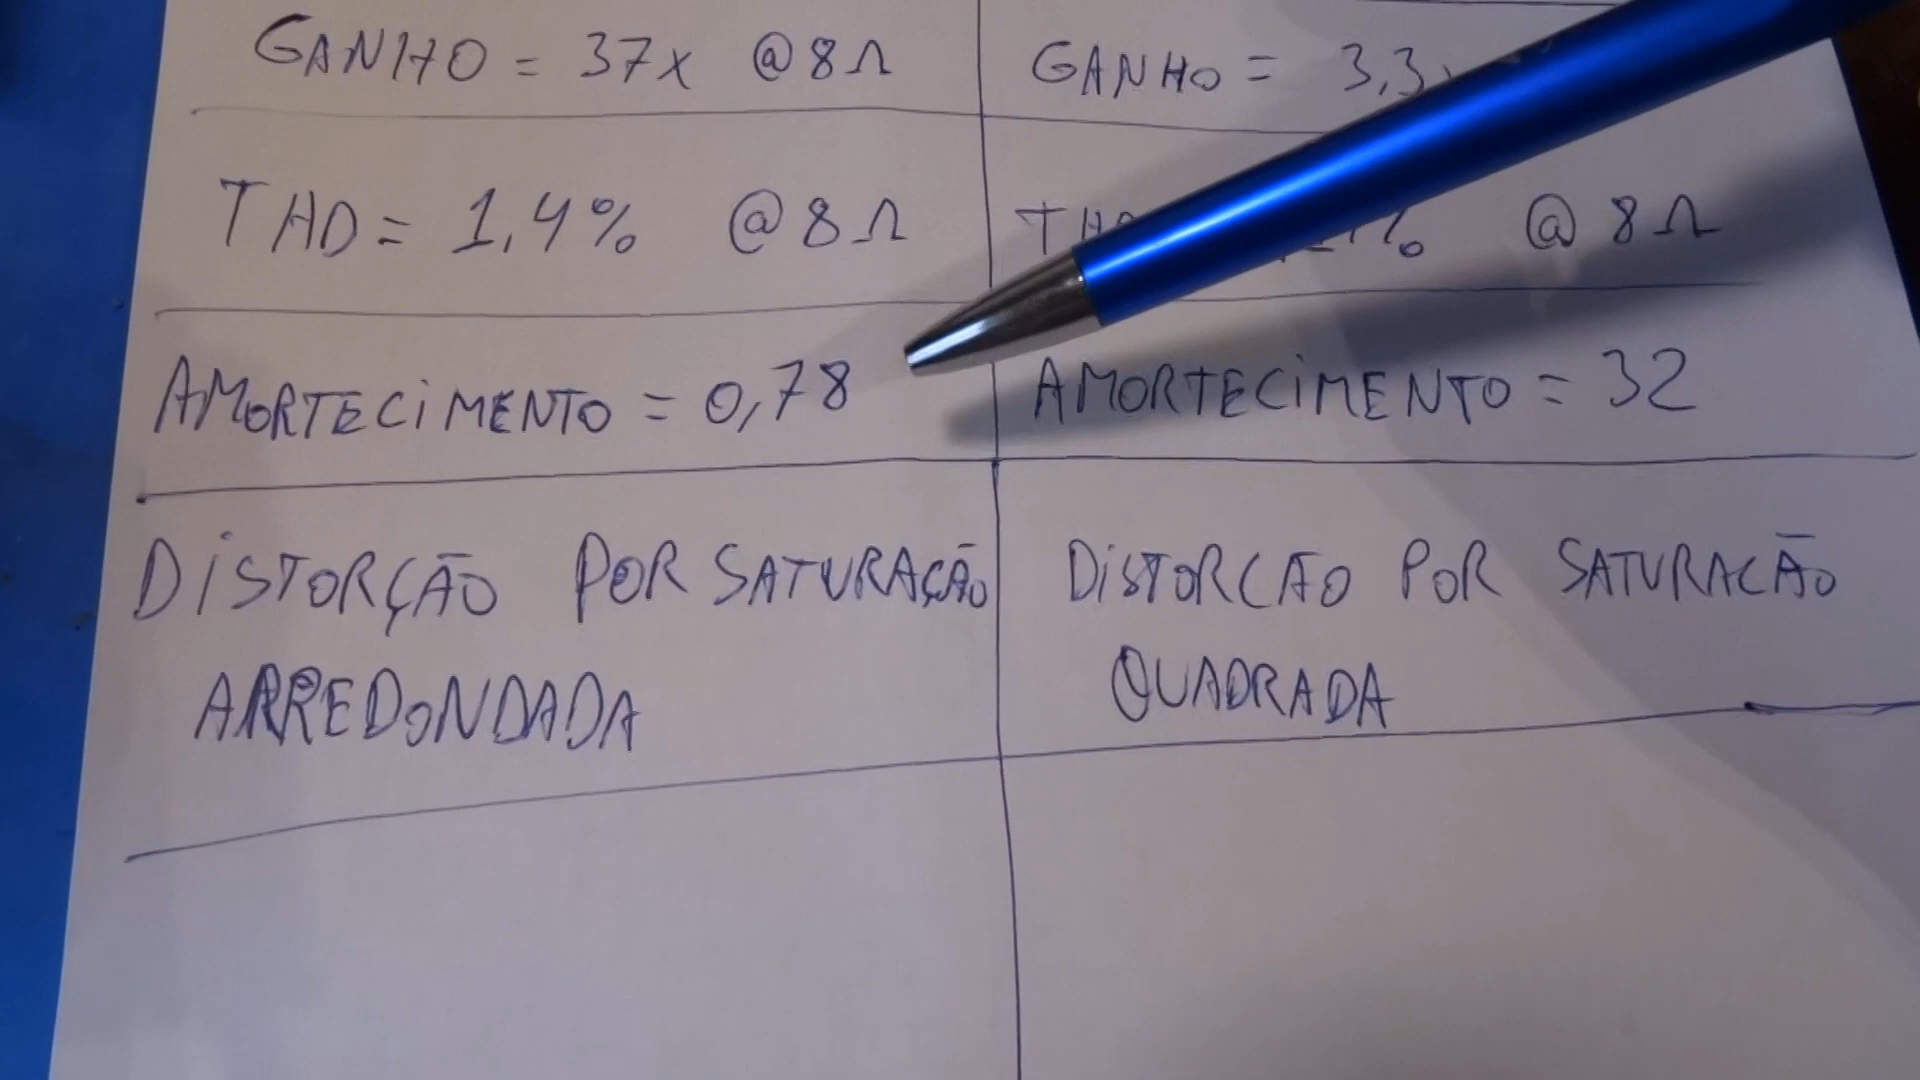 GANHO = 37x @8Ω
GANHO = 3,3
THD = 1,4% @8Ω
% @8Ω
AMORTECIMENTO = 0,78
AMORTECIMENTO = 32
DISTORÇÃO POR SATURAÇÃO
ARREDONDADA
DISTORCAO POR SATURACÃO
QUADRADA